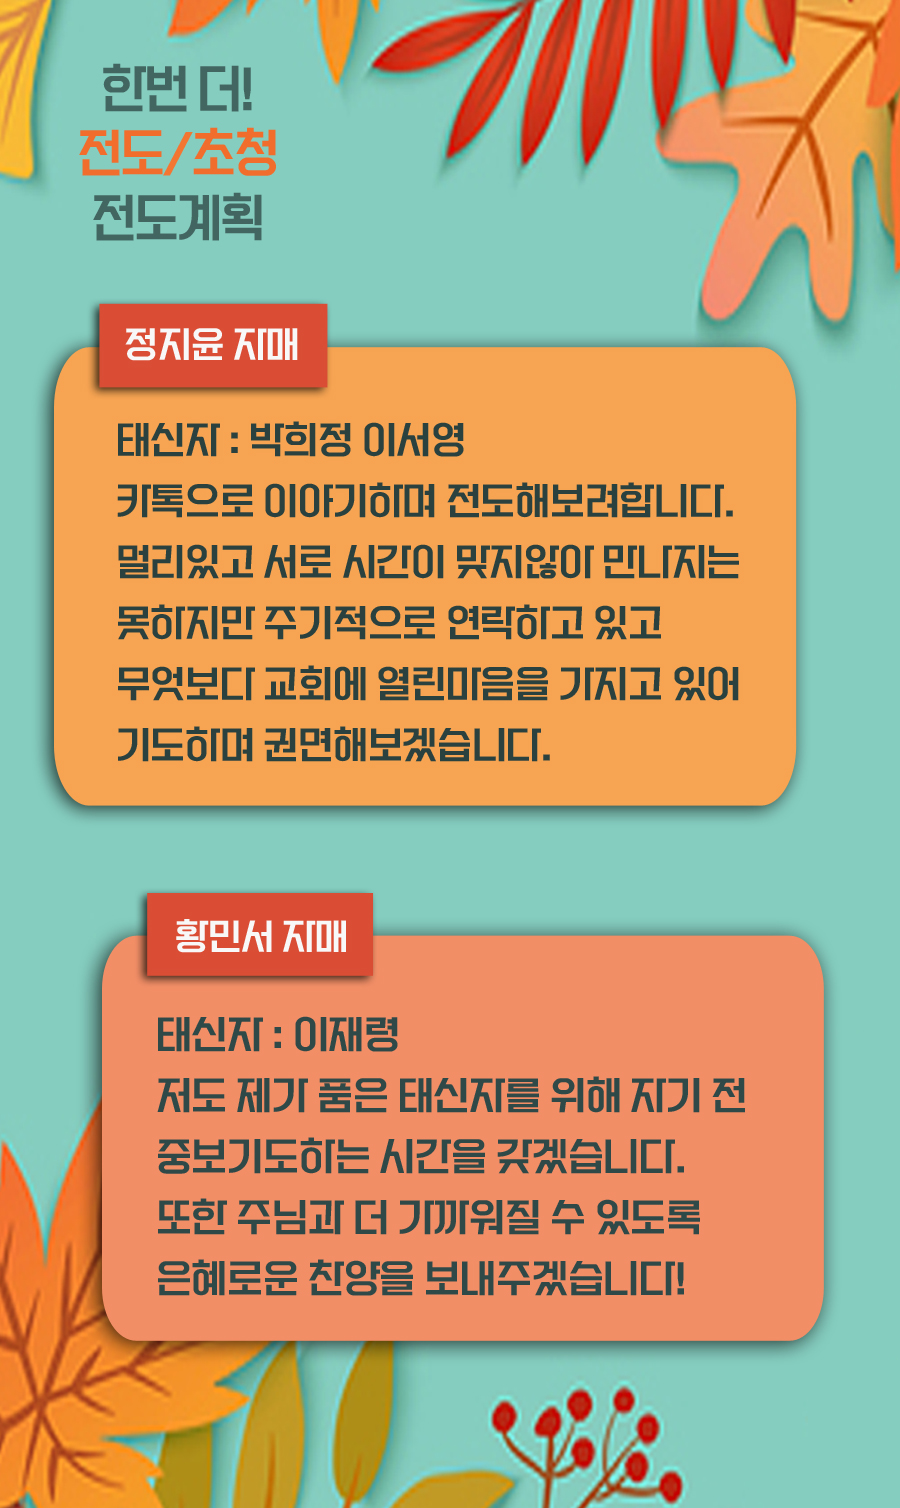 한번 더!
전도/초청
전도계획
정지윤 자매
태신자 : 박희정 이서영
카톡으로 이야기하며 전도해보려합니다.
멀리있고 서로 시간이 맞지않아 만나지는
못하지만 주기적으로 연락하고 있고
무엇보다 교회에 열린마음을 가지고 있어
기도하며 권면해보겠습니다.
황민서 자매
태신자 : 이재령
저도 제가 품은 태신자를 위해 자기 전
중보기도하는 시간을 갖겠습니다.
또한 주님과 더 가까워질 수 있도록
은혜로운 찬양을 보내주겠습니다!